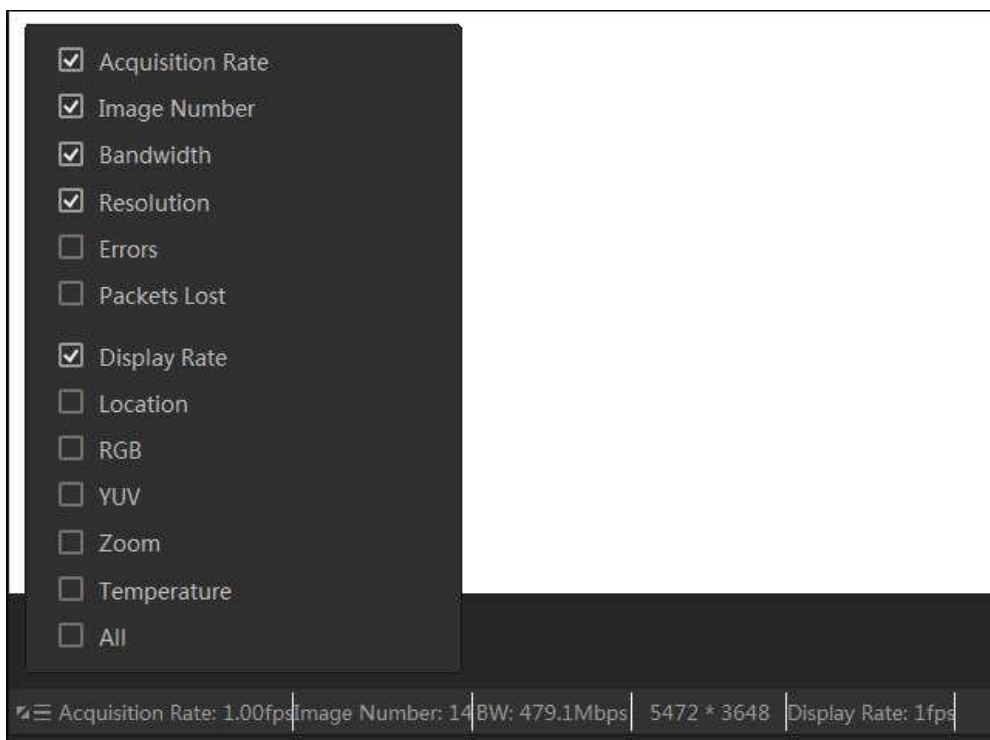 Acquisition Rate
Image Number
Bandwidth
Resolution
Errors
Packets Lost
Display Rate
Location
RGB
YUV
Zoom
Temperature
All
Acquisition Rate: 1.00fps Image Number: 14 BW: 479.1Mbps 5472 * 3648 Display Rate: 1fps